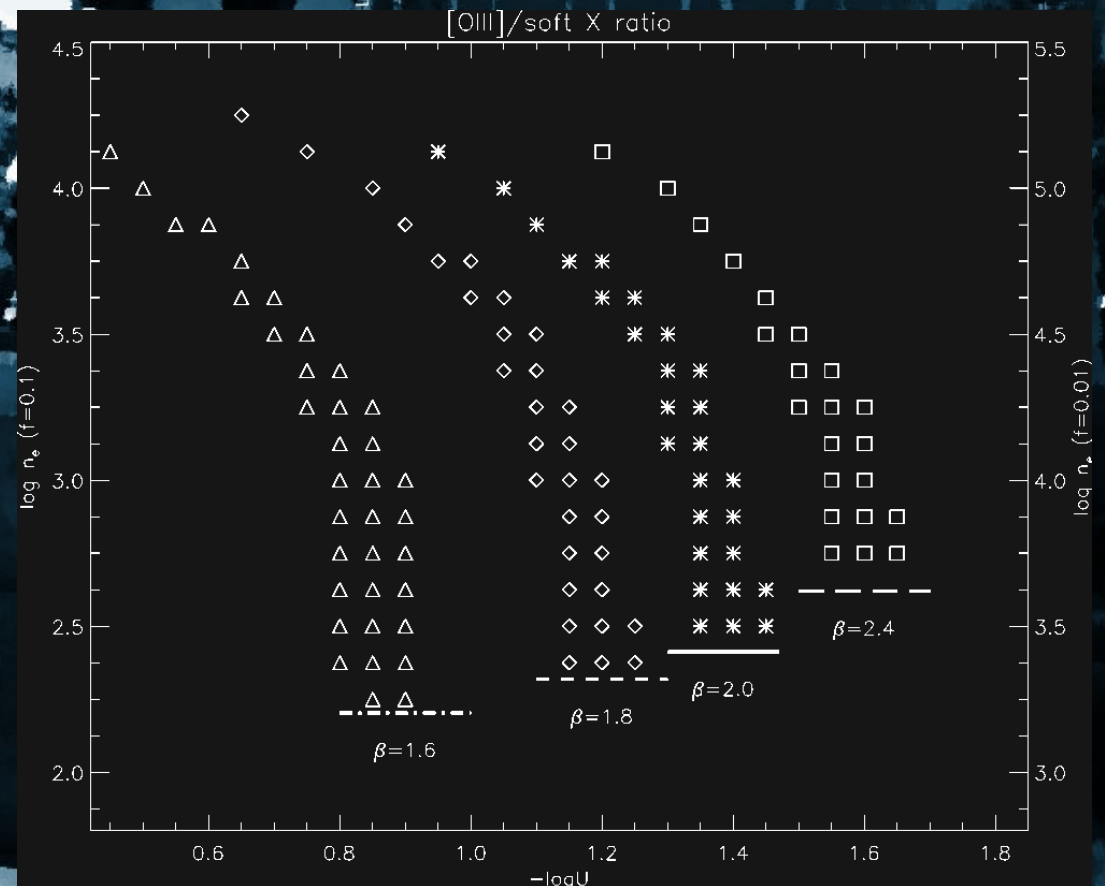 [OIII]/soft X ratio
4.5
4.0
3.5
3.0
2.5
2.0
log nₑ (f=0.1)
5.5
5.0
4.5
4.0
3.5
3.0
log nₑ (f=0.01)
β=2.4
β=2.0
β=1.8
β=1.6
0.6 0.8 1.0 1.2 1.4 1.6 1.8
−logU